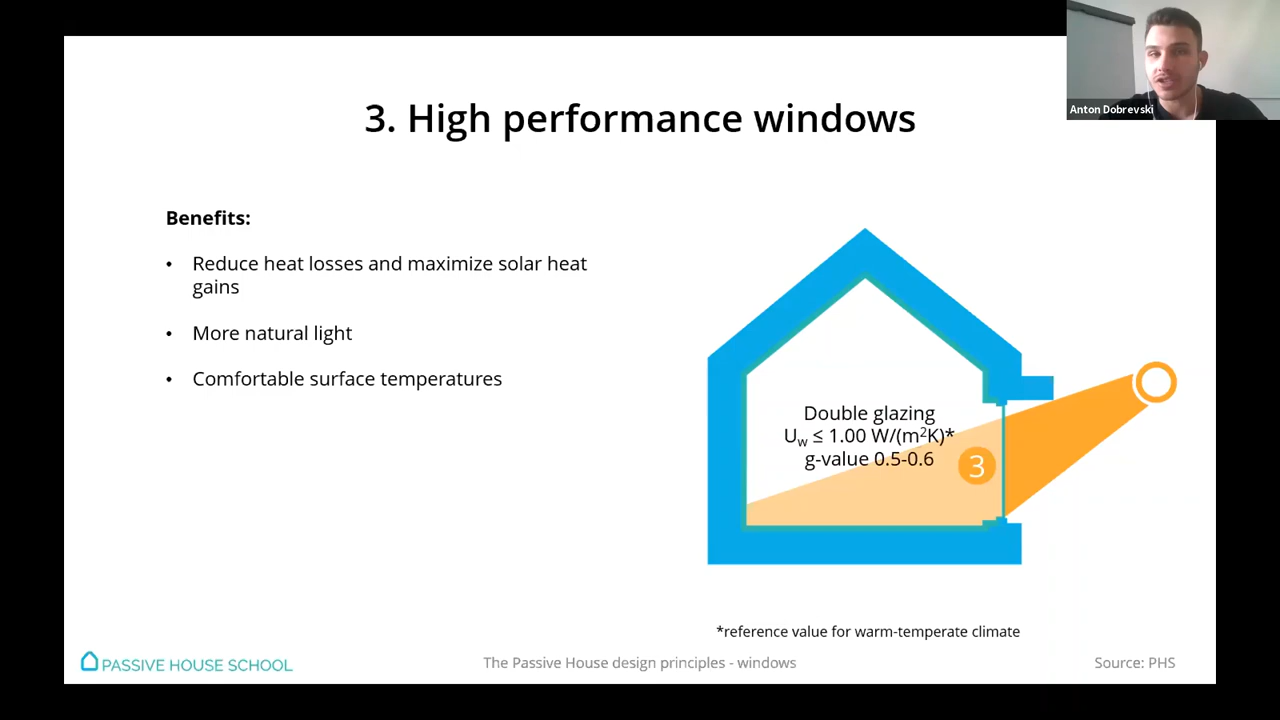 Anton Dobrevski
3. High performance windows
Benefits:
• Reduce heat losses and maximize solar heat
gains
• More natural light
• Comfortable surface temperatures
Double glazing
Uw ≤ 1.00 W/(m²K)*
g-value 0.5-0.6
3
*reference value for warm-temperate climate
PASSIVE HOUSE SCHOOL
The Passive House design principles - windows
Source: PHS